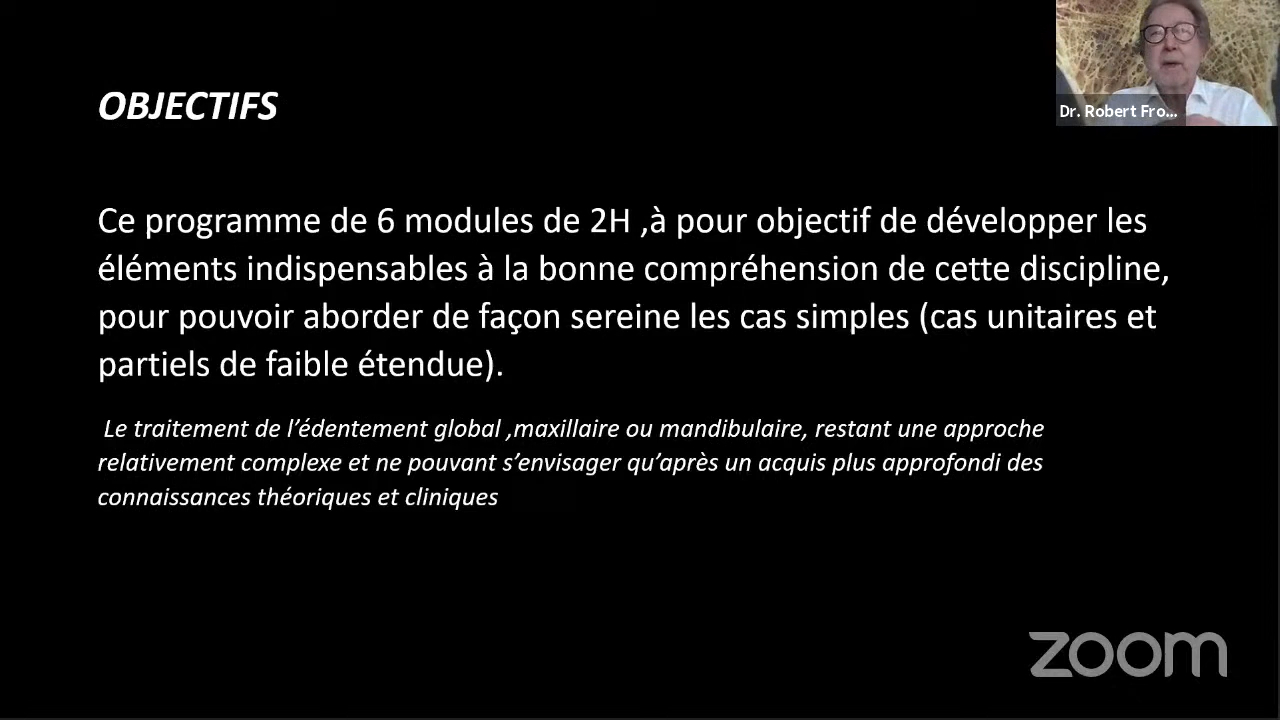 OBJECTIFS
Dr. Robert Fro...
Ce programme de 6 modules de 2H ,à pour objectif de développer les
éléments indispensables à la bonne compréhension de cette discipline,
pour pouvoir aborder de façon sereine les cas simples (cas unitaires et
partiels de faible étendue).
Le traitement de l’édentement global ,maxillaire ou mandibulaire, restant une approche
relativement complexe et ne pouvant s’envisager qu’après un acquis plus approfondi des
connaissances théoriques et cliniques
zoom